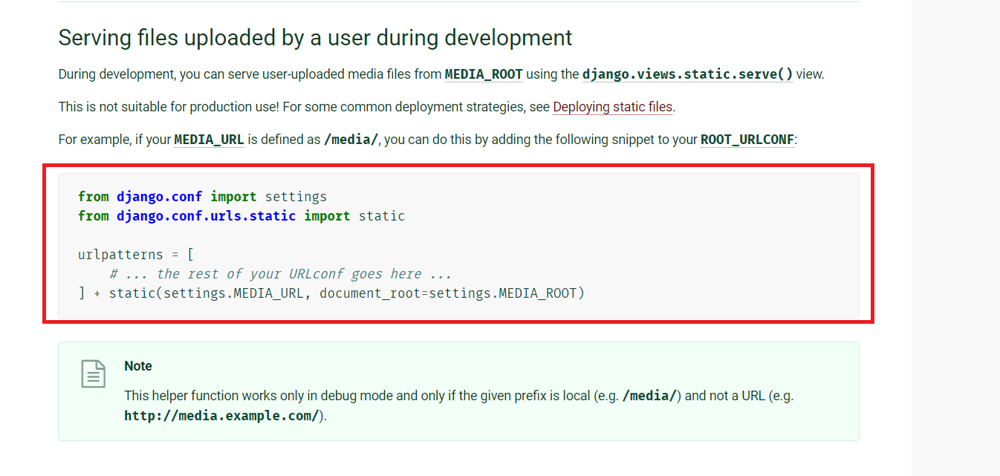 Serving files uploaded by a user during development
During development, you can serve user-uploaded media files from MEDIA_ROOT using the django.views.static.serve() view.
This is not suitable for production use! For some common deployment strategies, see Deploying static files.
For example, if your MEDIA_URL is defined as /media/, you can do this by adding the following snippet to your ROOT_URLCONF:
from django.conf import settings
from django.conf.urls.static import static
urlpatterns = [
    # ... the rest of your URLconf goes here ...
] + static(settings.MEDIA_URL, document_root=settings.MEDIA_ROOT)
Note
This helper function works only in debug mode and only if the given prefix is local (e.g. /media/) and not a URL (e.g.
http://media.example.com/).